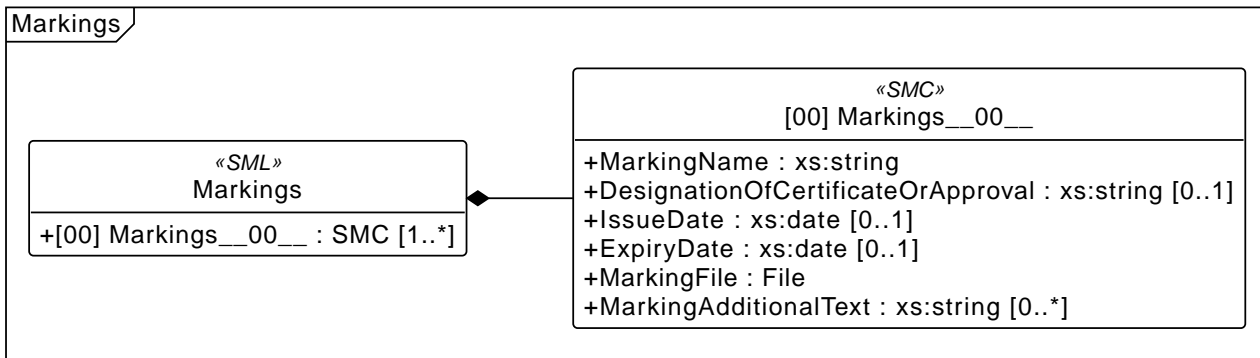 Markings
«SML»
Markings
+[00] Markings__00__ : SMC [1..*]
«SMC»
[00] Markings__00__
+MarkingName : xs:string
+DesignationOfCertificateOrApproval : xs:string [0..1]
+IssueDate : xs:date [0..1]
+ExpiryDate : xs:date [0..1]
+MarkingFile : File
+MarkingAdditionalText : xs:string [0..*]